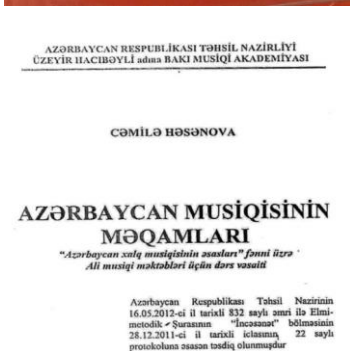 AZƏRBAYCAN RESPUBLİKASI TƏHSİL NAZİRLİYİ
ÜZEYİR HACIBƏYLİ adına BAKI MUSİQİ AKADEMİYASI
CƏMİLƏ HƏSƏNOVA
AZƏRBAYCAN MUSİQİSİNİN
MƏQAMLARI
“Azərbaycan xalq musiqisinin əsasları” fənni üzrə
Ali musiqi məktəbləri üçün dərs vəsaiti
Azərbaycan Respublikası Təhsil Nazirinin
16.05.2012-ci il tarixli 832 saylı əmri ilə Elmi-
metodik Şurasının “İncəsənət” bölməsinin
28.12.2011-ci il tarixli iclasının, 22 saylı
protokoluna əsasən təsdiq olunmuşdur